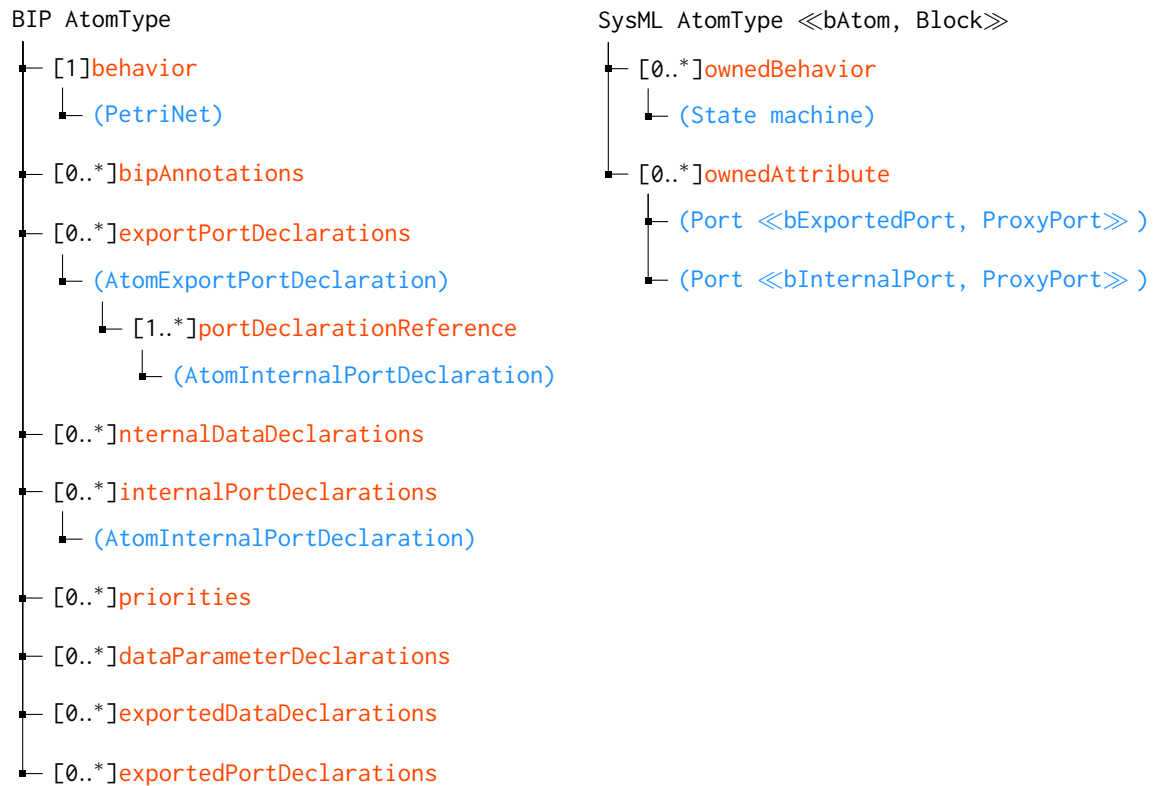 BIP AtomType
[1]behavior
(PetriNet)
[0..*]bipAnnotations
[0..*]exportPortDeclarations
(AtomExportPortDeclaration)
[1..*]portDeclarationReference
(AtomInternalPortDeclaration)
[0..*]nternalDataDeclarations
[0..*]internalPortDeclarations
(AtomInternalPortDeclaration)
[0..*]priorities
[0..*]dataParameterDeclarations
[0..*]exportedDataDeclarations
[0..*]exportedPortDeclarations
SysML AtomType ≪bAtom, Block≫
[0..*]ownedBehavior
(State machine)
[0..*]ownedAttribute
(Port ≪bExportedPort, ProxyPort≫ )
(Port ≪bInternalPort, ProxyPort≫ )